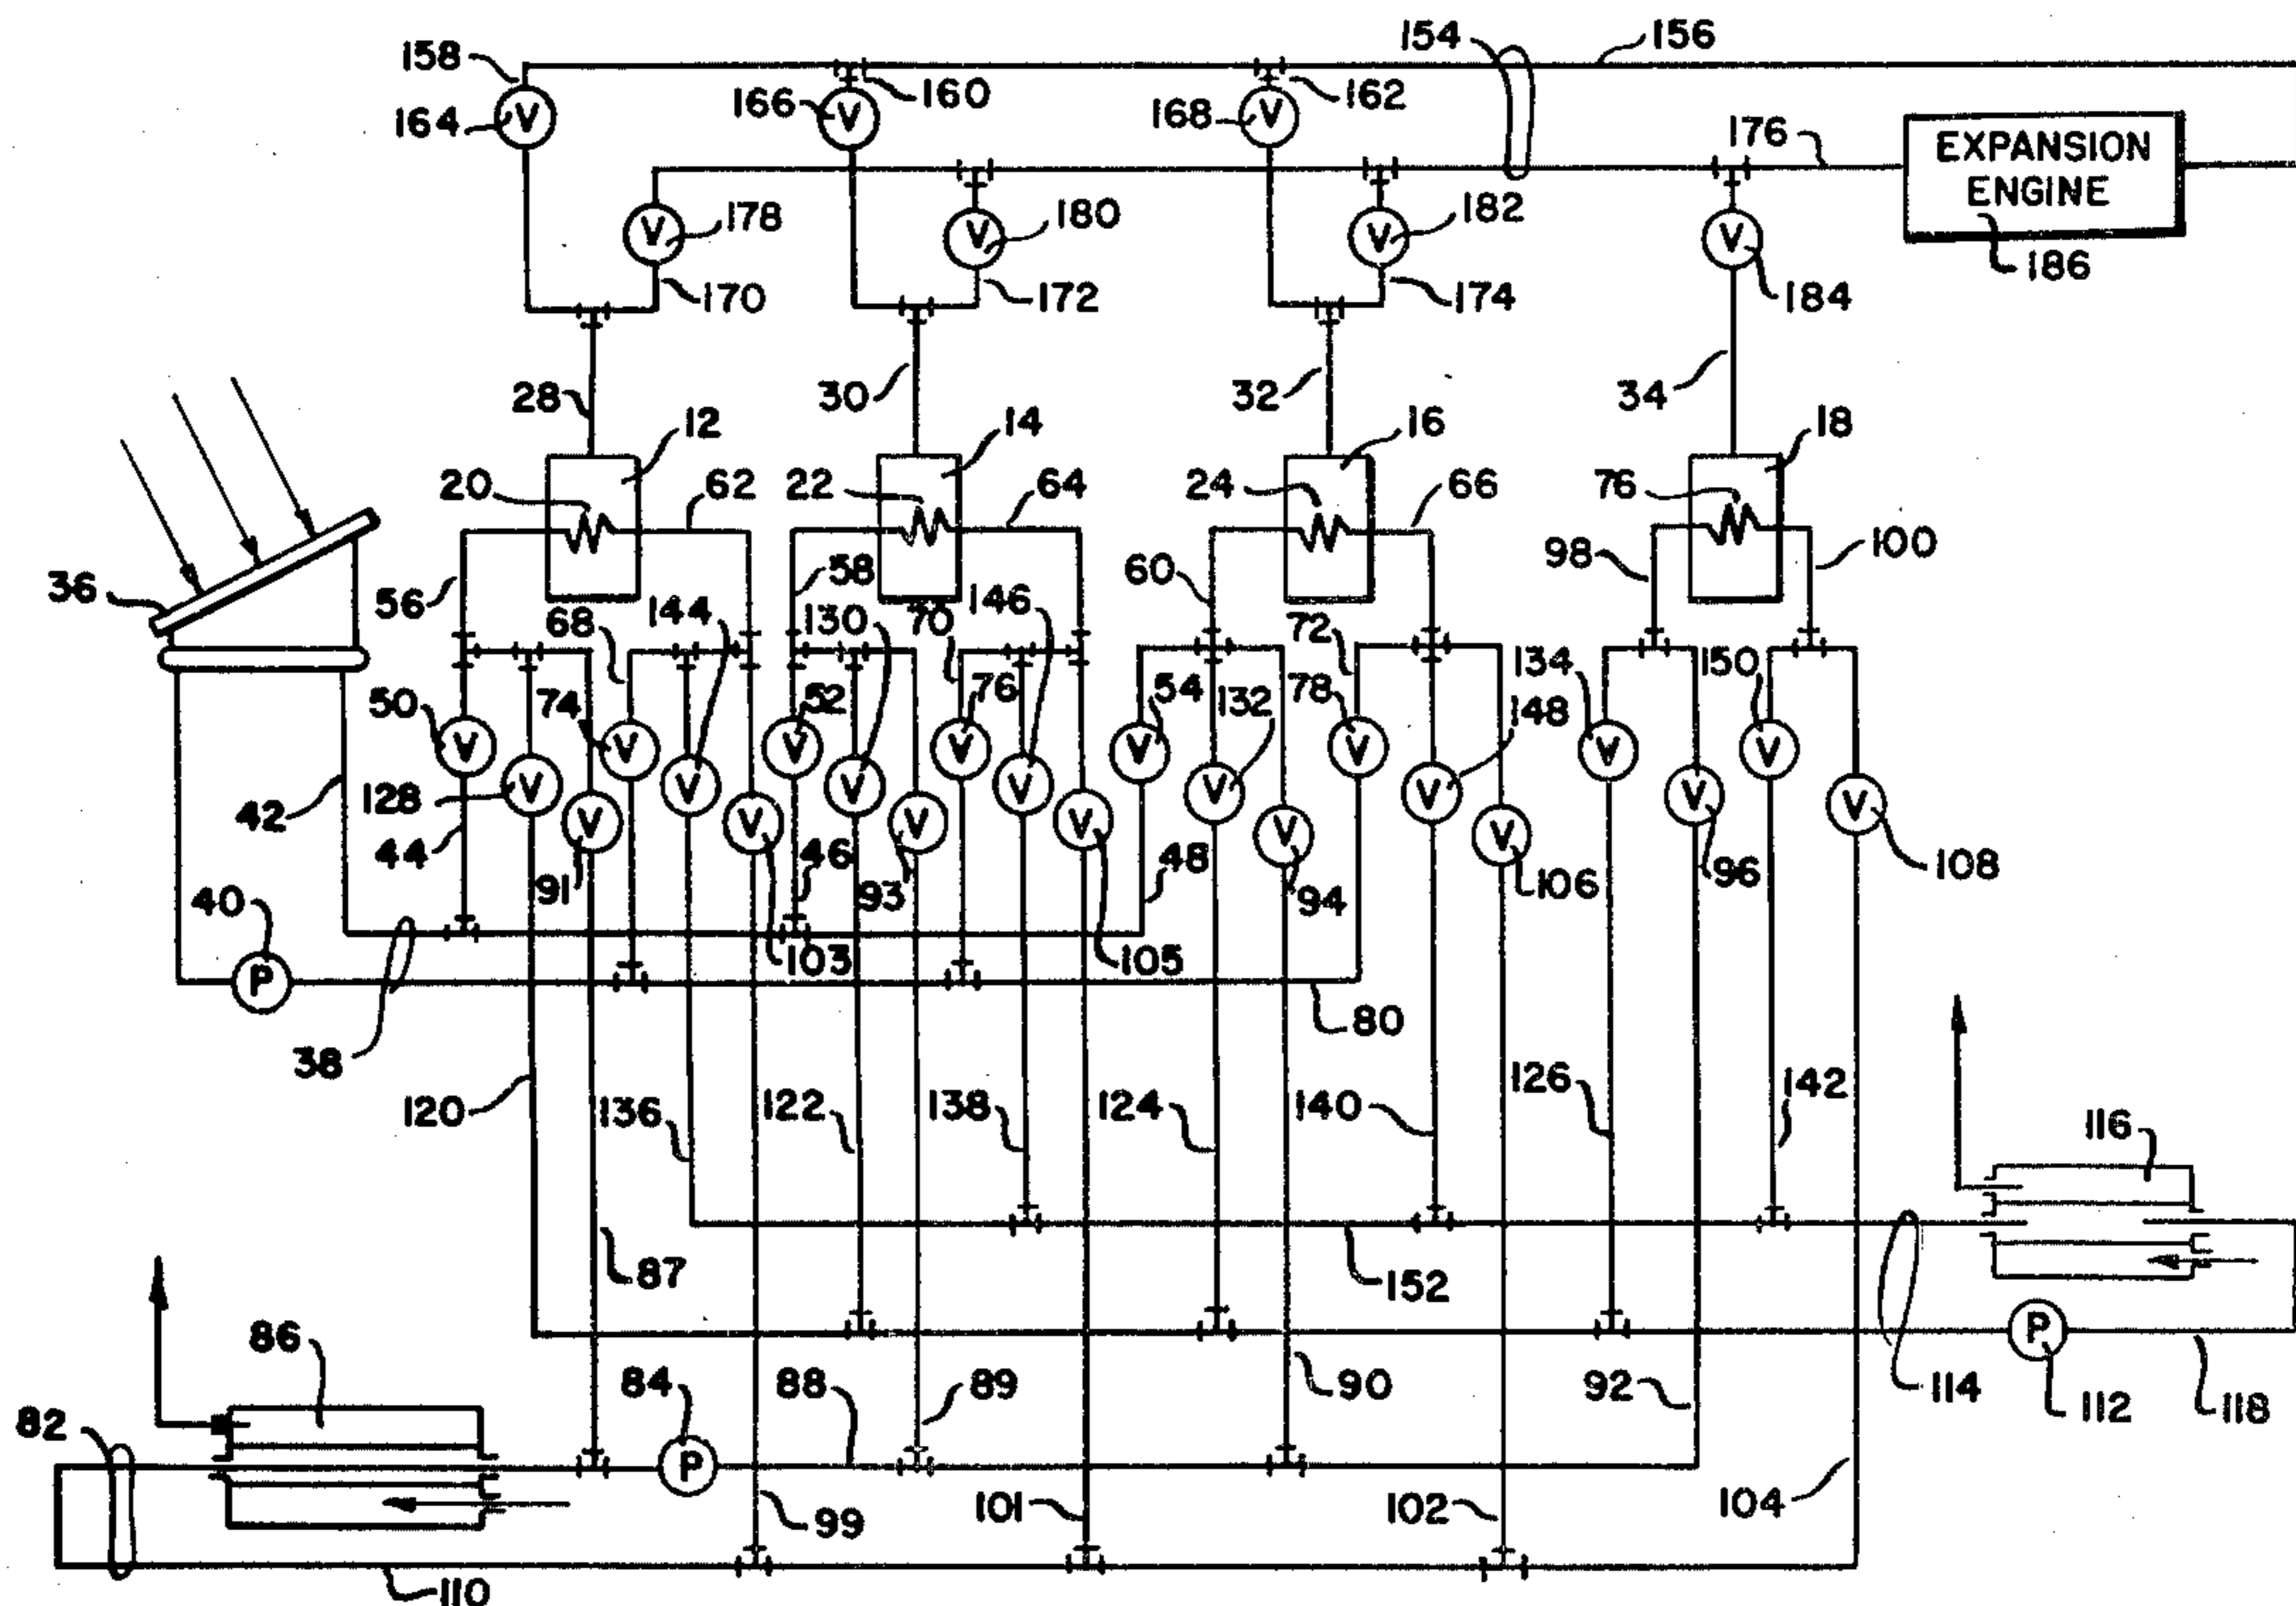 154 156
158
164 V
166 V 160
168 V 162
176
EXPANSION
ENGINE
186
V 178
V 180
V 182
V 184
170 172 174
28 30 32 34
12 14 16 18
20 62 22 64 24 66 76
98 100
36 56 68 144 58 130 70 146 60 72
134 150
50 V
74 V
52 V
76 V
54 V
132
78 V
148
V V
128 V
V V V V V V
V
42 44
91 V
V
46
93 V
V
48
94 V
106 V
96
108 V
40
P
103 105
38 80
120 136 122 138 124 140 126 142
116
87 152
86 84 88 89 90 92 114 112 118
P
82
P
99 101 102 104
110